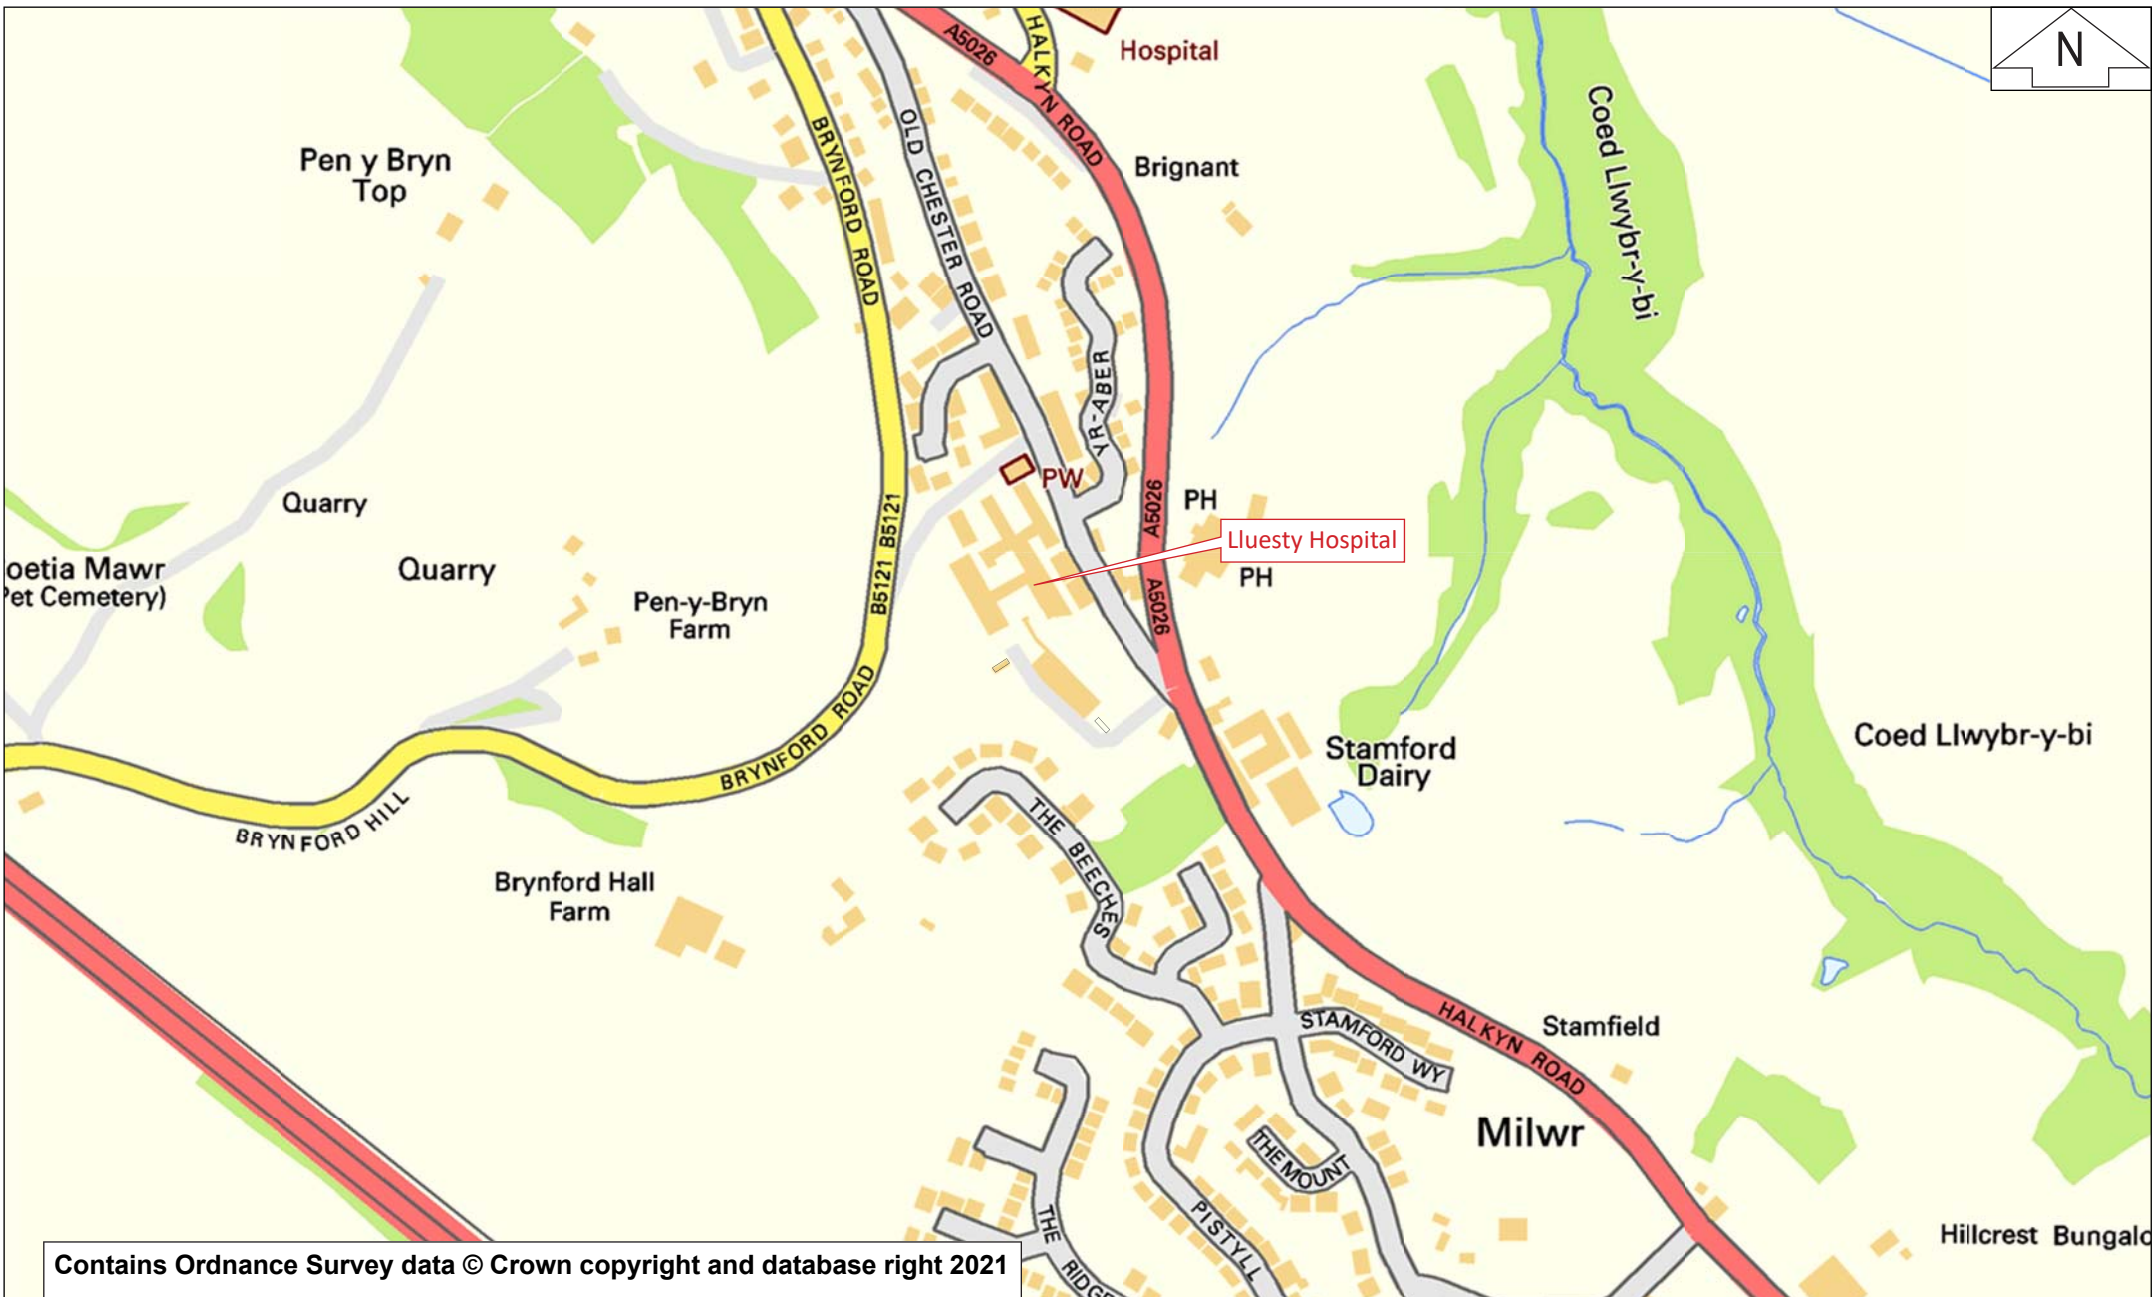 A5026
HALKYN ROAD
Hospital
N
Coed Llwybr-y-bi
OLD CHESTER ROAD
BRYNFORD ROAD
Pen y Bryn
Top
Brignant
YR-ABER
PW
A5026
PH
Quarry
B5121
Lluesty Hospital
Quarry
oetia Mawr
Pet Cemetery)
B5121
PH
A5026
Pen-y-Bryn
Farm
BRYNFORD ROAD
Stamford
Dairy
Coed Llwybr-y-bi
BRYNFORD HILL
THE BEECHES
Brynford Hall
Farm
STAMFORD WY
HALKYN ROAD
Stamfield
Milwr
THE MOUNT
PISTYLL
THE RIDGE
Hillcrest Bungalo
Contains Ordnance Survey data © Crown copyright and database right 2021